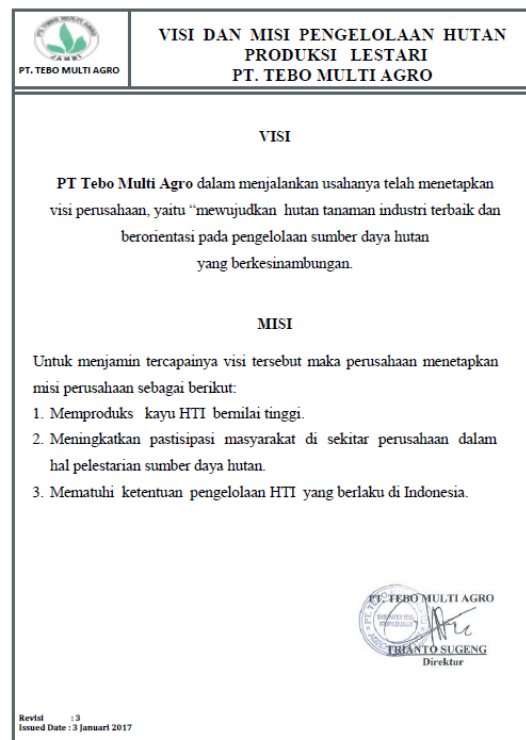 PT TEBO MULTI AGRO
JAMBI
PT. TEBO MULTI AGRO
VISI DAN MISI PENGELOLAAN HUTAN
PRODUKSI LESTARI
PT. TEBO MULTI AGRO
VISI
PT Tebo Multi Agro dalam menjalankan usahanya telah menetapkan
visi perusahaan, yaitu “mewujudkan hutan tanaman industri terbaik dan
berorientasi pada pengelolaan sumber daya hutan
yang berkesinambungan.
MISI
Untuk menjamin tercapainya visi tersebut maka perusahaan menetapkan
misi perusahaan sebagai berikut:
1. Memproduks kayu HTI bernilai tinggi.
2. Meningkatkan pastisipasi masyarakat di sekitar perusahaan dalam
hal pelestarian sumber daya hutan.
3. Mematuhi ketentuan pengelolaan HTI yang berlaku di Indonesia.
PT. TEBO MULTI AGRO
TRIANTO SUGENG
Direktur
Revisi : 3
Issued Date : 3 Januari 2017